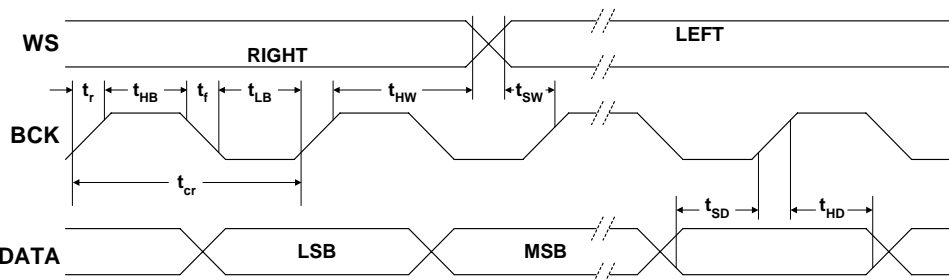 WS
RIGHT
LEFT
t_r t_HB t_f t_LB t_HW t_SW
BCK
t_cr
t_SD t_HD
DATA
LSB
MSB